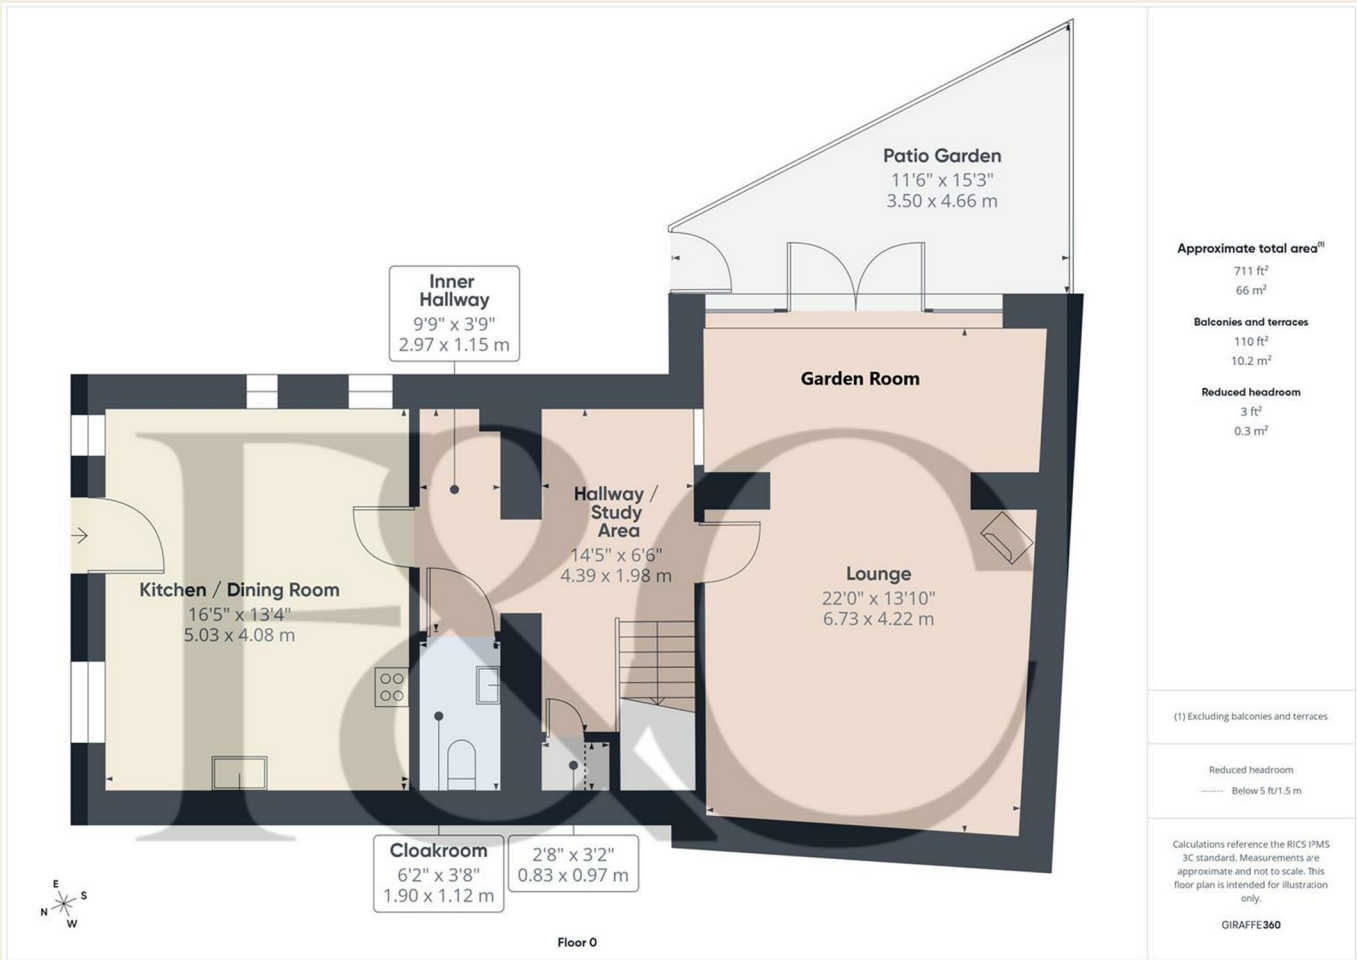 Patio Garden
11'6" x 15'3"
3.50 x 4.66 m
Inner
Hallway
9'9" x 3'9"
2.97 x 1.15 m
Garden Room
Hallway /
Study
Area
14'5" x 6'6"
4.39 x 1.98 m
Kitchen / Dining Room
16'5" x 13'4"
5.03 x 4.08 m
Lounge
22'0" x 13'10"
6.73 x 4.22 m
Cloakroom
6'2" x 3'8"
1.90 x 1.12 m
2'8" x 3'2"
0.83 x 0.97 m
F&C
E
S
N
W
Floor 0
Approximate total area(1)
711 ft²
66 m²
Balconies and terraces
110 ft²
10.2 m²
Reduced headroom
3 ft²
0.3 m²
(1) Excluding balconies and terraces
Reduced headroom
Below 5 ft/1.5 m
Calculations reference the RICS IPMS
3C standard. Measurements are
approximate and not to scale. This
floor plan is intended for illustration
only.
GIRAFFE360